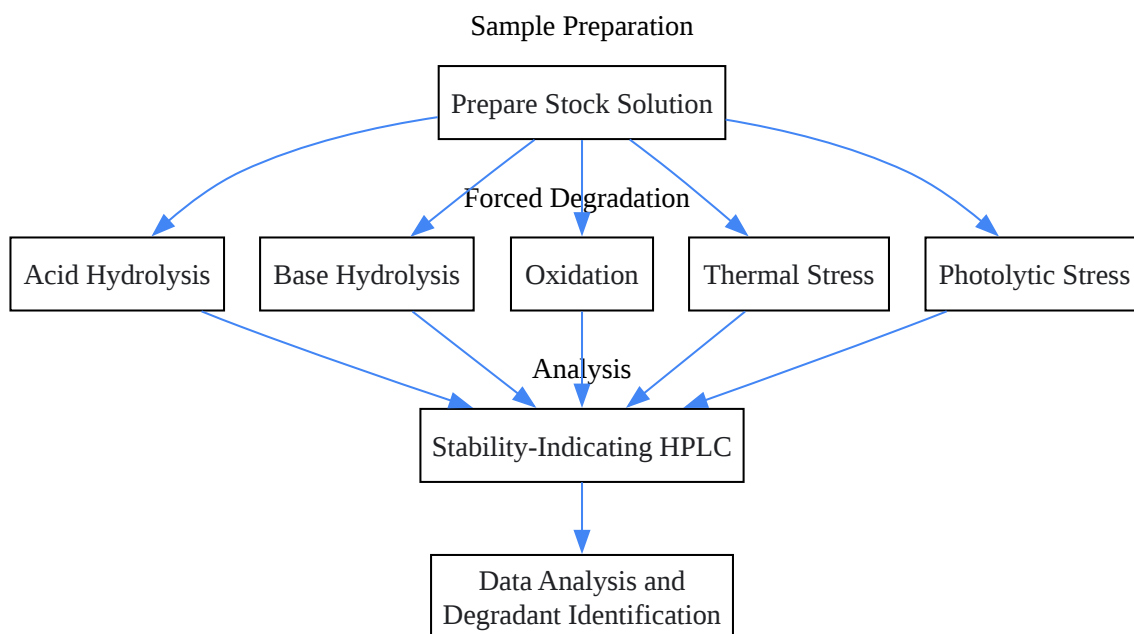 Sample Preparation
Prepare Stock Solution
Forced Degradation
Acid Hydrolysis
Base Hydrolysis
Oxidation
Thermal Stress
Photolytic Stress
Analysis
Stability-Indicating HPLC
Data Analysis and
Degradant Identification